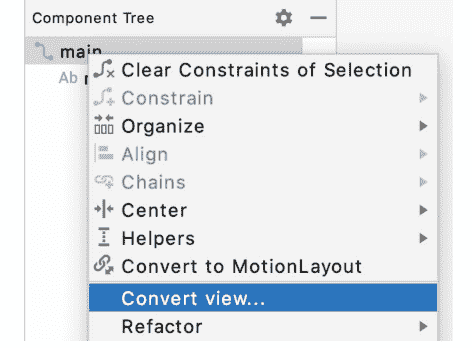 Component Tree
main
Ab
Clear Constraints of Selection
Constrain
Organize
Align
Chains
Center
Helpers
Convert to MotionLayout
Convert view...
Refactor